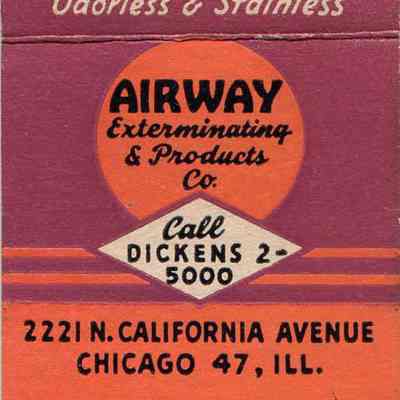 Odorless & Stainless
AIRWAY
Exterminating
& Products
Co.
Call
DICKENS 2-
5000
2221 N. CALIFORNIA AVENUE
CHICAGO 47, ILL.